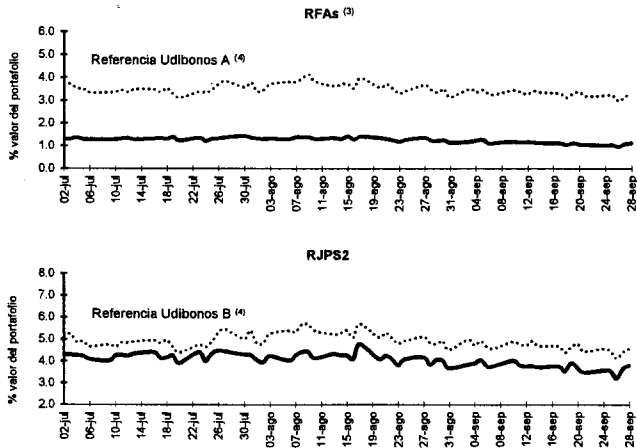 RFAs (3)
% valor del portafolio
6.0
5.0
4.0
3.0
2.0
1.0
0.0
Referencia Udibonos A (4)
02-jul
06-jul
10-jul
14-jul
18-jul
22-jul
26-jul
30-jul
03-ago
07-ago
11-ago
15-ago
19-ago
23-ago
27-ago
31-ago
04-sep
08-sep
12-sep
16-sep
20-sep
24-sep
28-sep
RJPS2
% valor del portafolio
8.0
7.0
6.0
5.0
4.0
3.0
2.0
Referencia Udibonos B (4)
02-jul
06-jul
10-jul
14-jul
18-jul
22-jul
26-jul
30-jul
03-ago
07-ago
11-ago
15-ago
19-ago
23-ago
27-ago
31-ago
04-sep
08-sep
12-sep
16-sep
20-sep
24-sep
28-sep